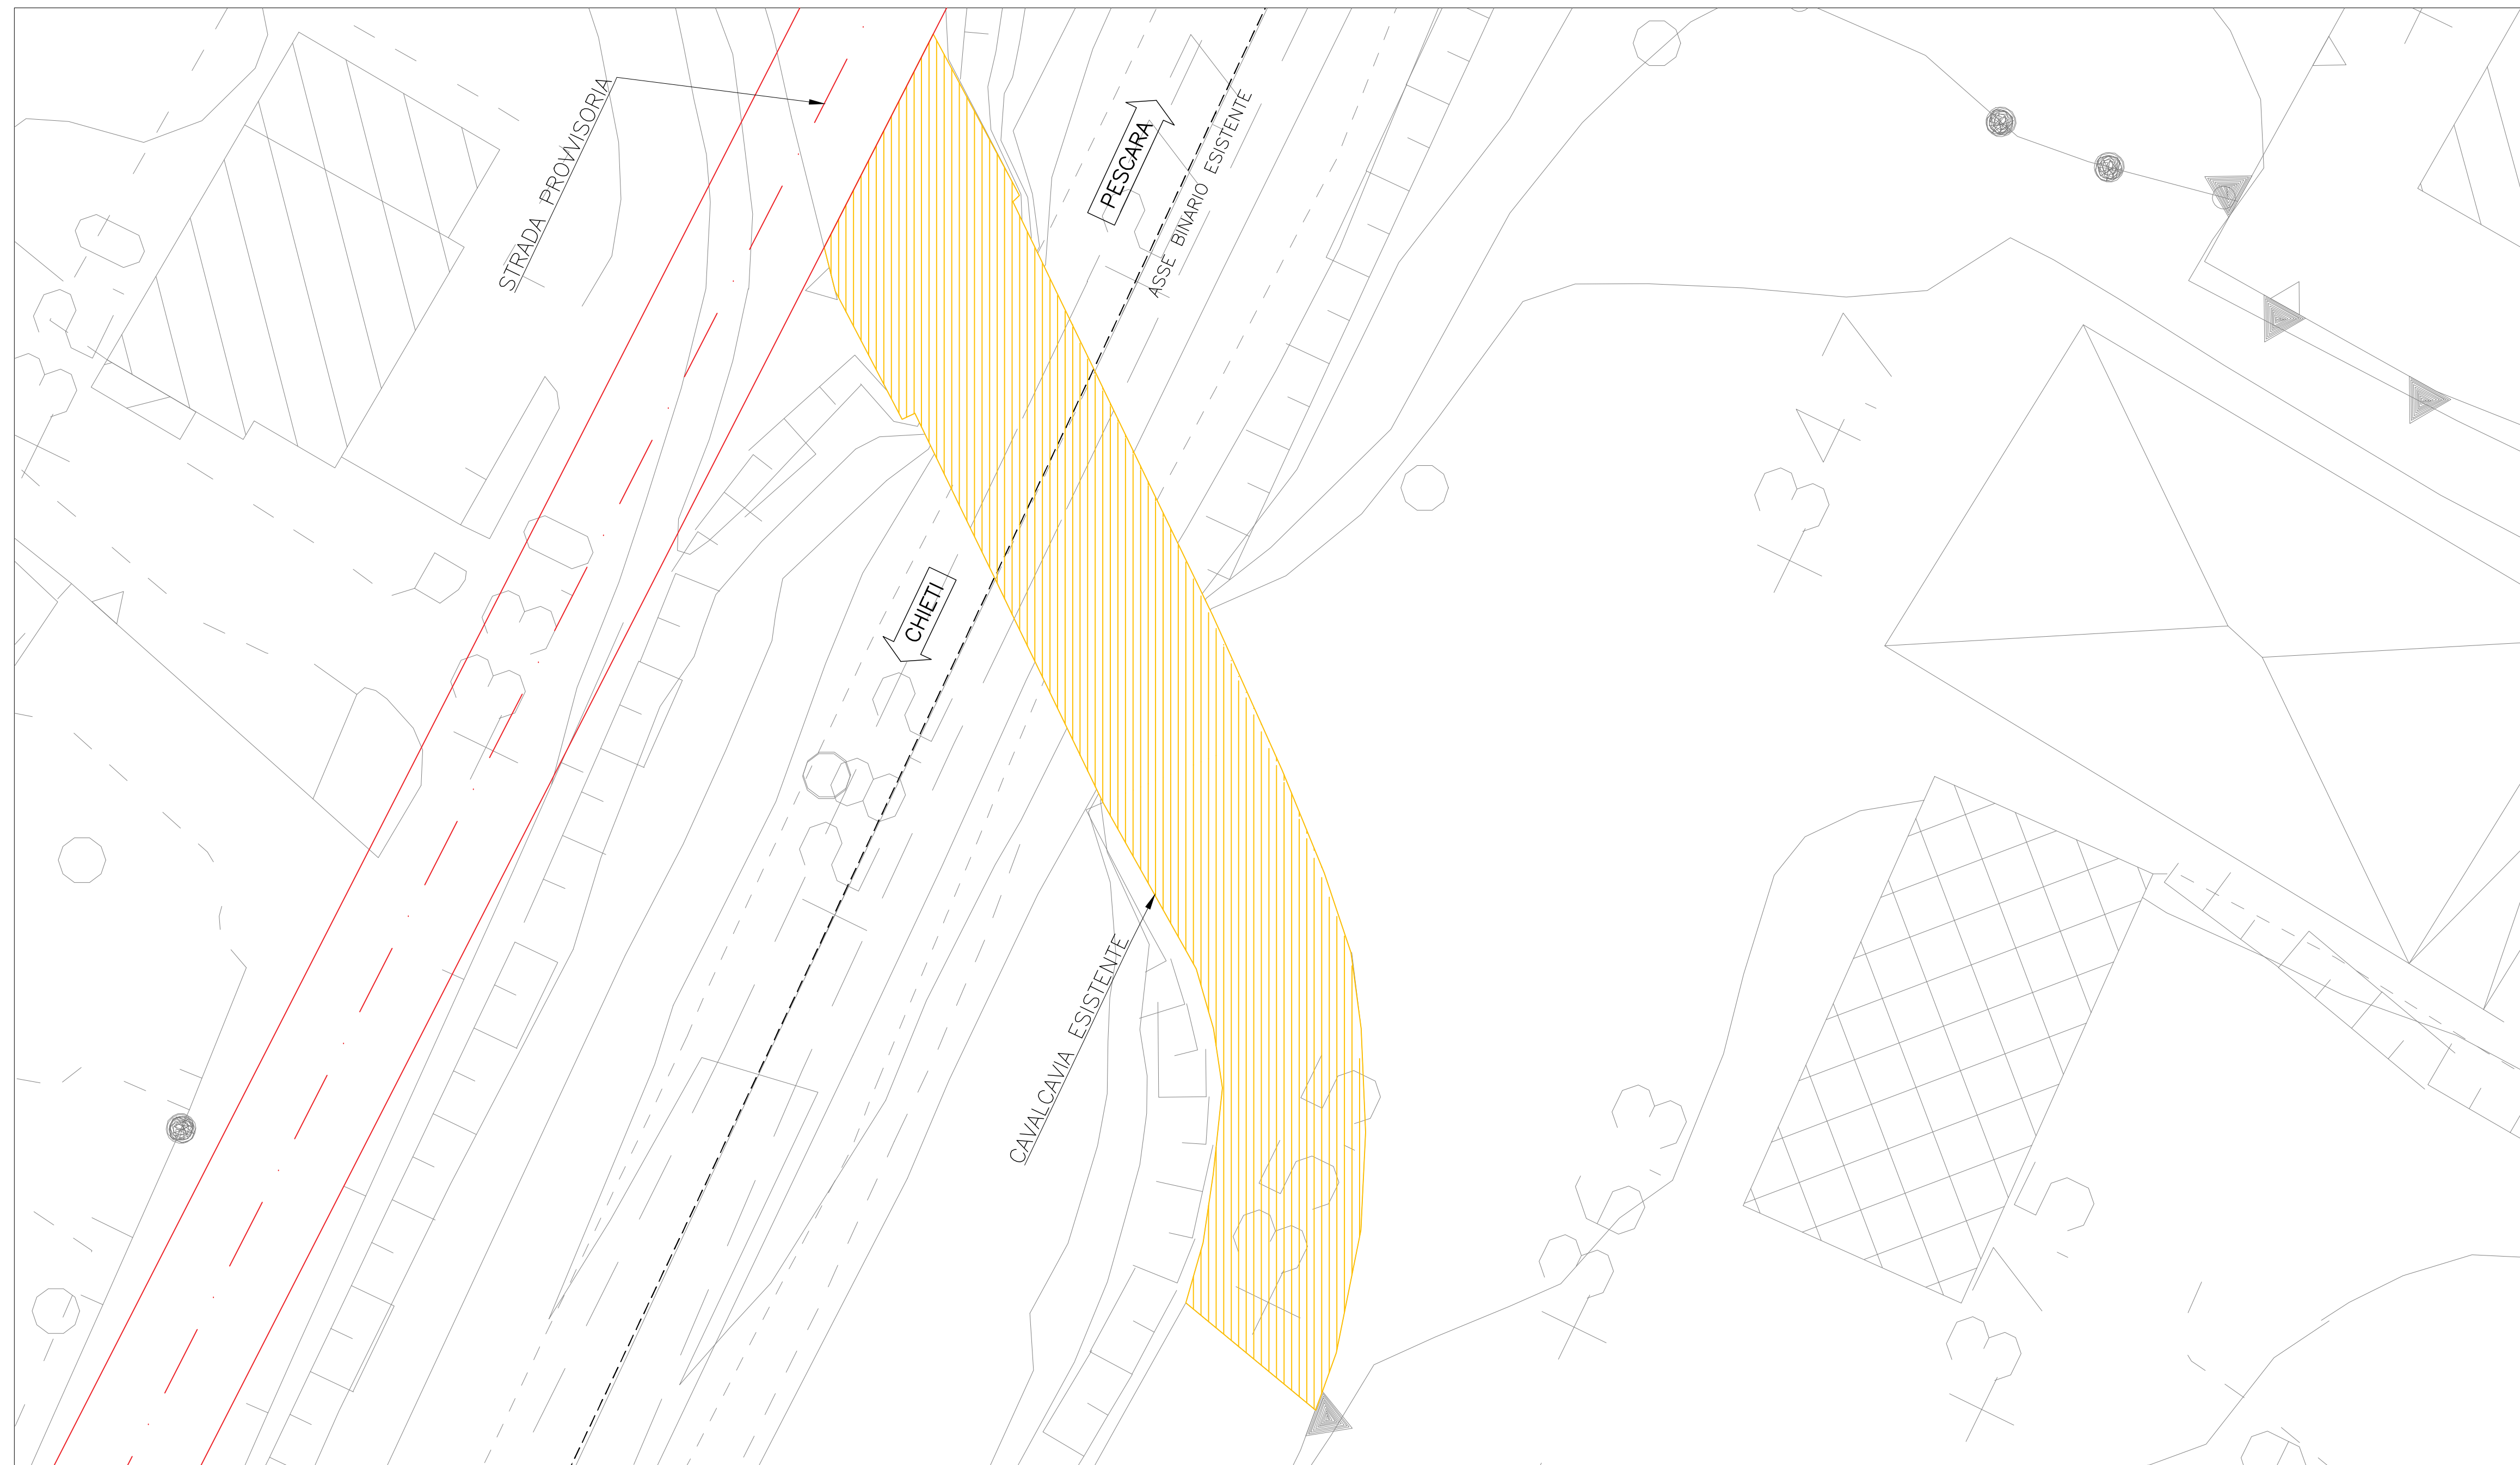 STRADA PROVVISORIA
PESCARA
ASSE BINARIO ESISTENTE
CHIETI
CAVALCAVIA ESISTENTE